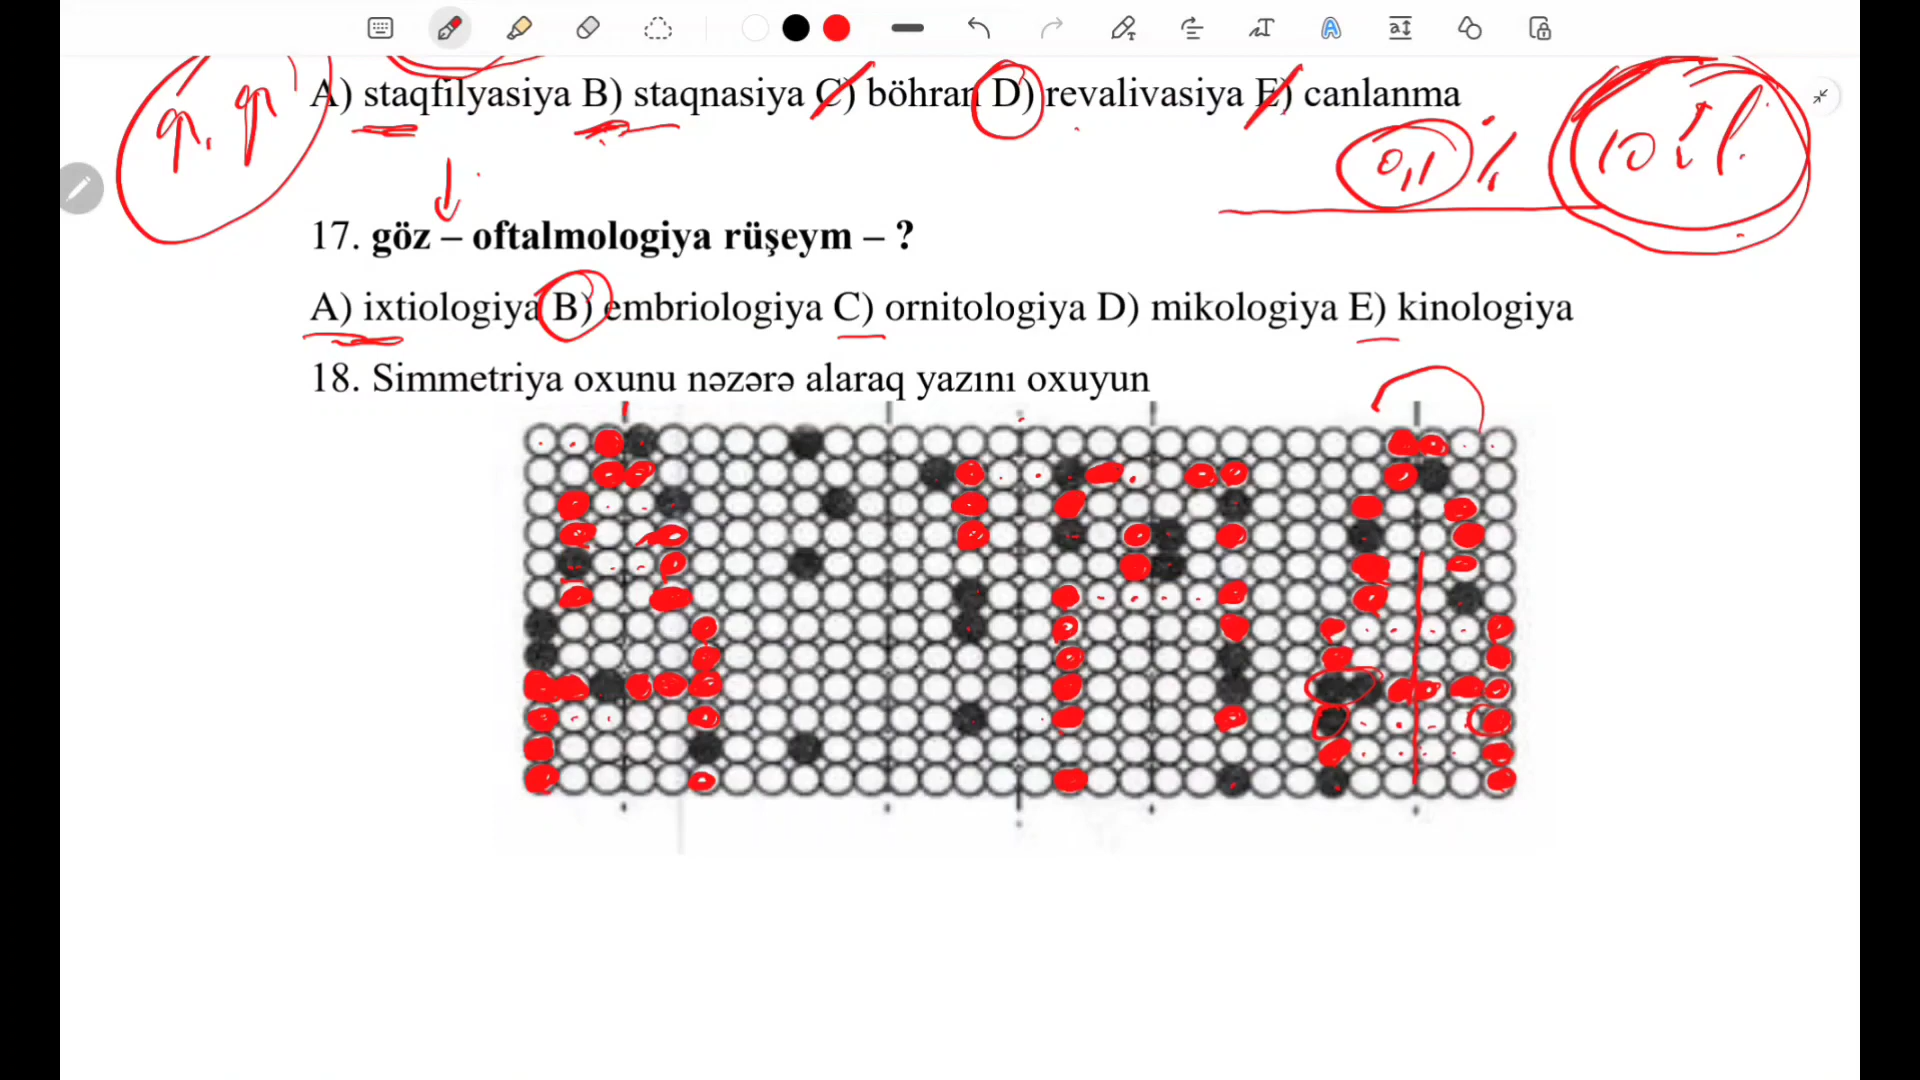 A) staqfilyasiya B) staqnasiya C) böhran D) revalivasiya E) canlanma
0,1 %
17. göz – oftalmologiya rüşeym – ?
A) ixtiologiya B) embriologiya C) ornitologiya D) mikologiya E) kinologiya
18. Simmetriya oxunu nəzərə alaraq yazını oxuyun